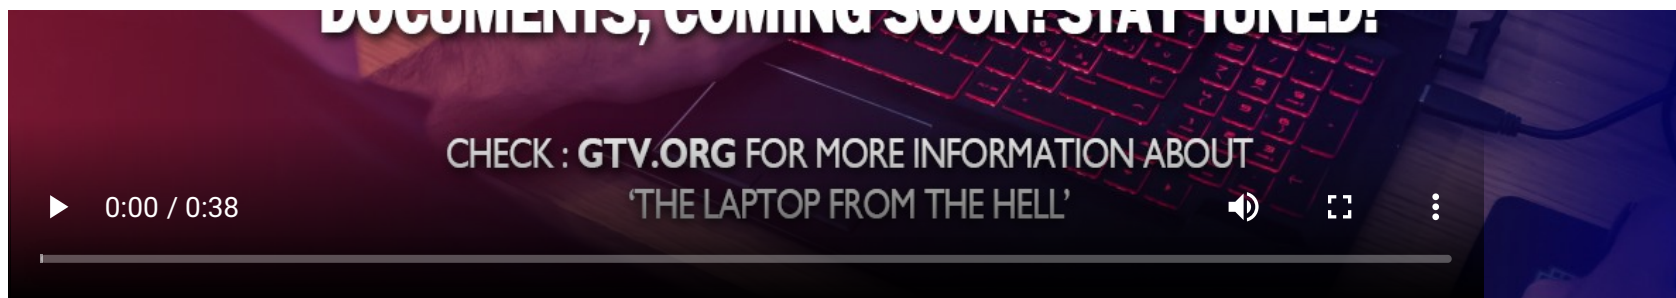 DOCUMENTS, COMING SOON! STAY TUNED!
CHECK : GTV.ORG FOR MORE INFORMATION ABOUT
‘THE LAPTOP FROM THE HELL’
0:00 / 0:38